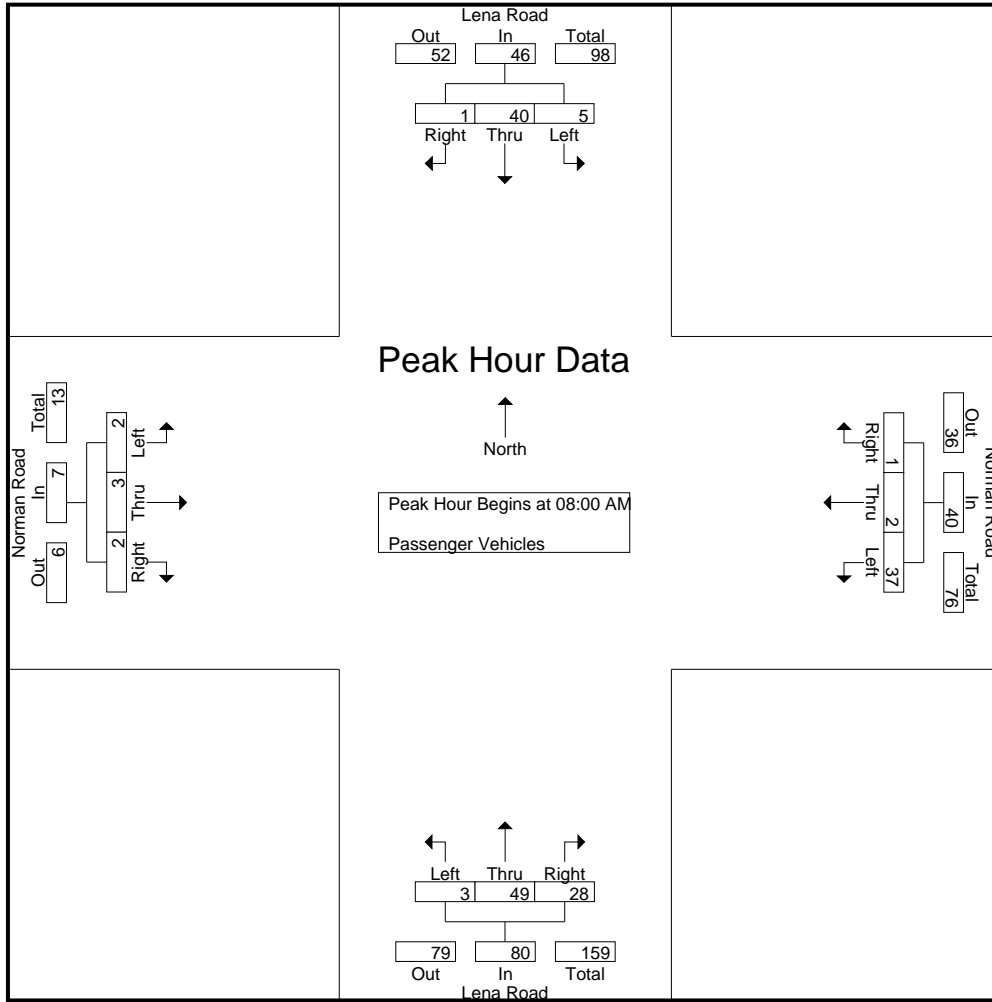 Lena Road
Out In Total
52 46 98
1 40 5
Right Thru Left
Peak Hour Data
North
Peak Hour Begins at 08:00 AM
Passenger Vehicles
Norman Road
Out In Total
6 7 13
Right Thru Left
2 3 2
Norman Road
Out In Total
36 40 76
Right Thru Left
1 2 37
Left Thru Right
3 49 28
79 80 159
Out In Total
Lena Road